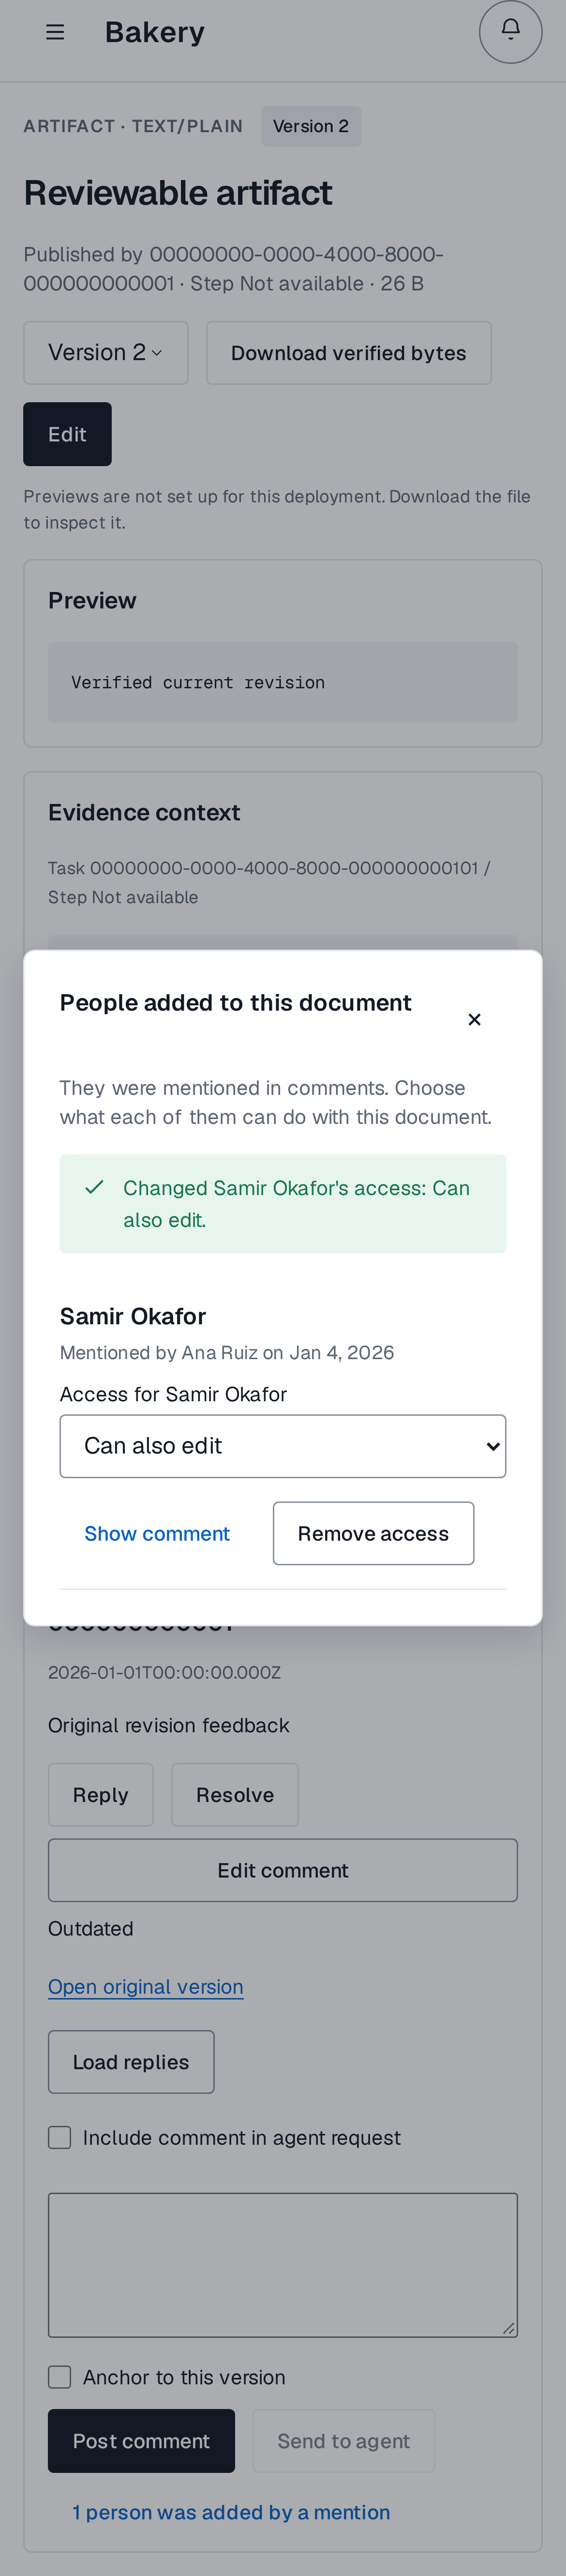 Bakery
ARTIFACT · TEXT/PLAIN
Version 2
Reviewable artifact
Published by 00000000-0000-4000-8000-
000000000001 · Step Not available · 26 B
Version 2
Download verified bytes
Edit
Previews are not set up for this deployment. Download the file
to inspect it.
Preview
Verified current revision
Evidence context
Task 00000000-0000-4000-8000-000000000101 /
Step Not available
People added to this document
They were mentioned in comments. Choose
what each of them can do with this document.
Changed Samir Okafor's access: Can
also edit.
Samir Okafor
Mentioned by Ana Ruiz on Jan 4, 2026
Access for Samir Okafor
Can also edit
Show comment
Remove access
2026-01-01T00:00:00.000Z
Original revision feedback
Reply
Resolve
Edit comment
Outdated
Open original version
Load replies
Include comment in agent request
Anchor to this version
Post comment
Send to agent
1 person was added by a mention